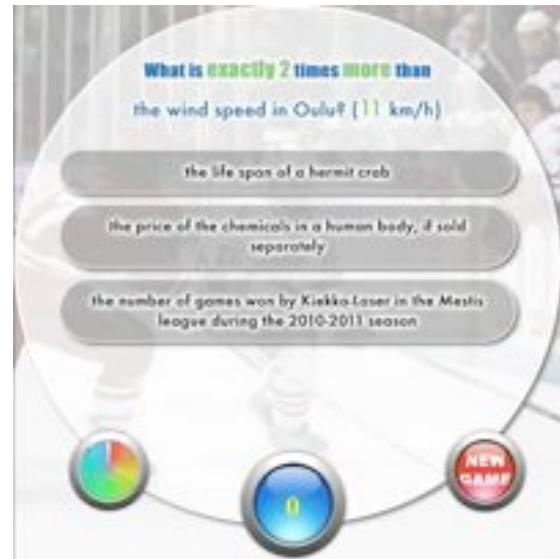 What is exactly 2 times more than
the wind speed in Oulu? (11 km/h)
the life span of a hermit crab
the price of the chemicals in a human body, if sold
separately
the number of games won by Kiekko-Laser in the Mestis
league during the 2010-2011 season
0
NEW
GAME